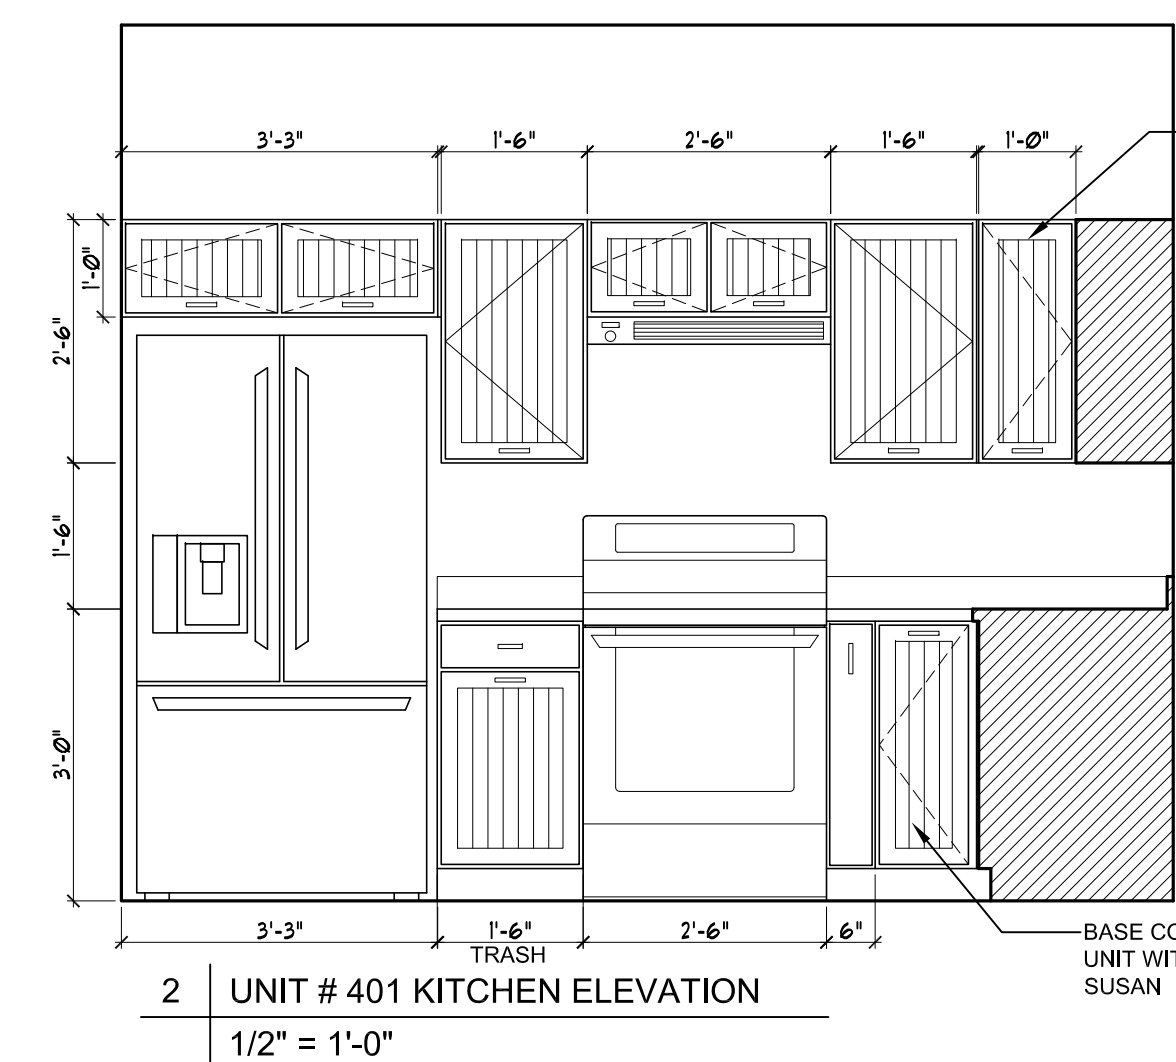 3'-3" 1'-6" 2'-6" 1'-6" 1'-0"
1'-0"
2'-6"
1'-6"
3'-0"
3'-3" 1'-6" 2'-6" 6"
TRASH
BASE CO
UNIT WIT
SUSAN
2 UNIT # 401 KITCHEN ELEVATION
1/2" = 1'-0"